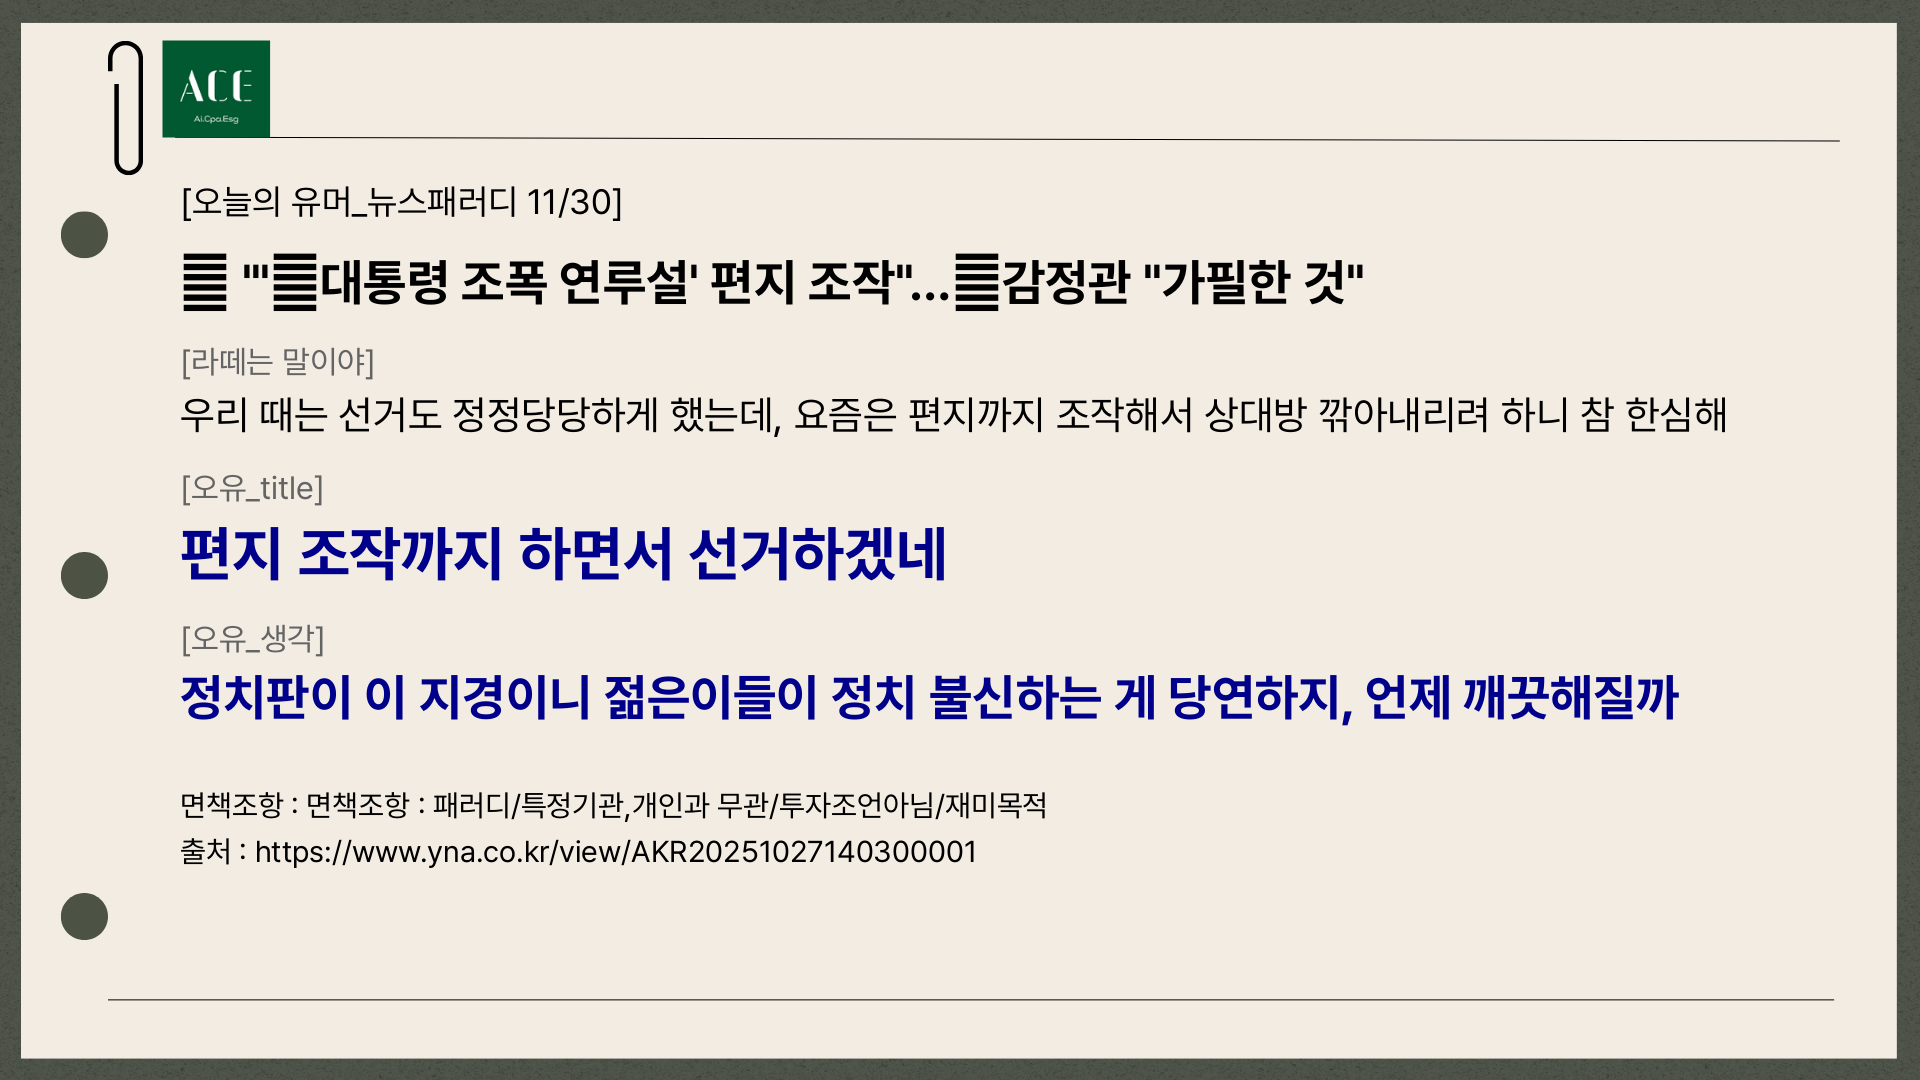 ACE
Ai.Cpa.Esg
[오늘의 유머_뉴스패러디 11/30]
"'대통령 조폭 연루설' 편지 조작"…감정관 "가필한 것"
[라떼는 말이야]
우리 때는 선거도 정정당당하게 했는데, 요즘은 편지까지 조작해서 상대방 깎아내리려 하니 참 한심해
[오유_title]
편지 조작까지 하면서 선거하겠네
[오유_생각]
정치판이 이 지경이니 젊은이들이 정치 불신하는 게 당연하지, 언제 깨끗해질까
면책조항 : 면책조항 : 패러디/특정기관,개인과 무관/투자조언아님/재미목적
출처 : https://www.yna.co.kr/view/AKR20251027140300001